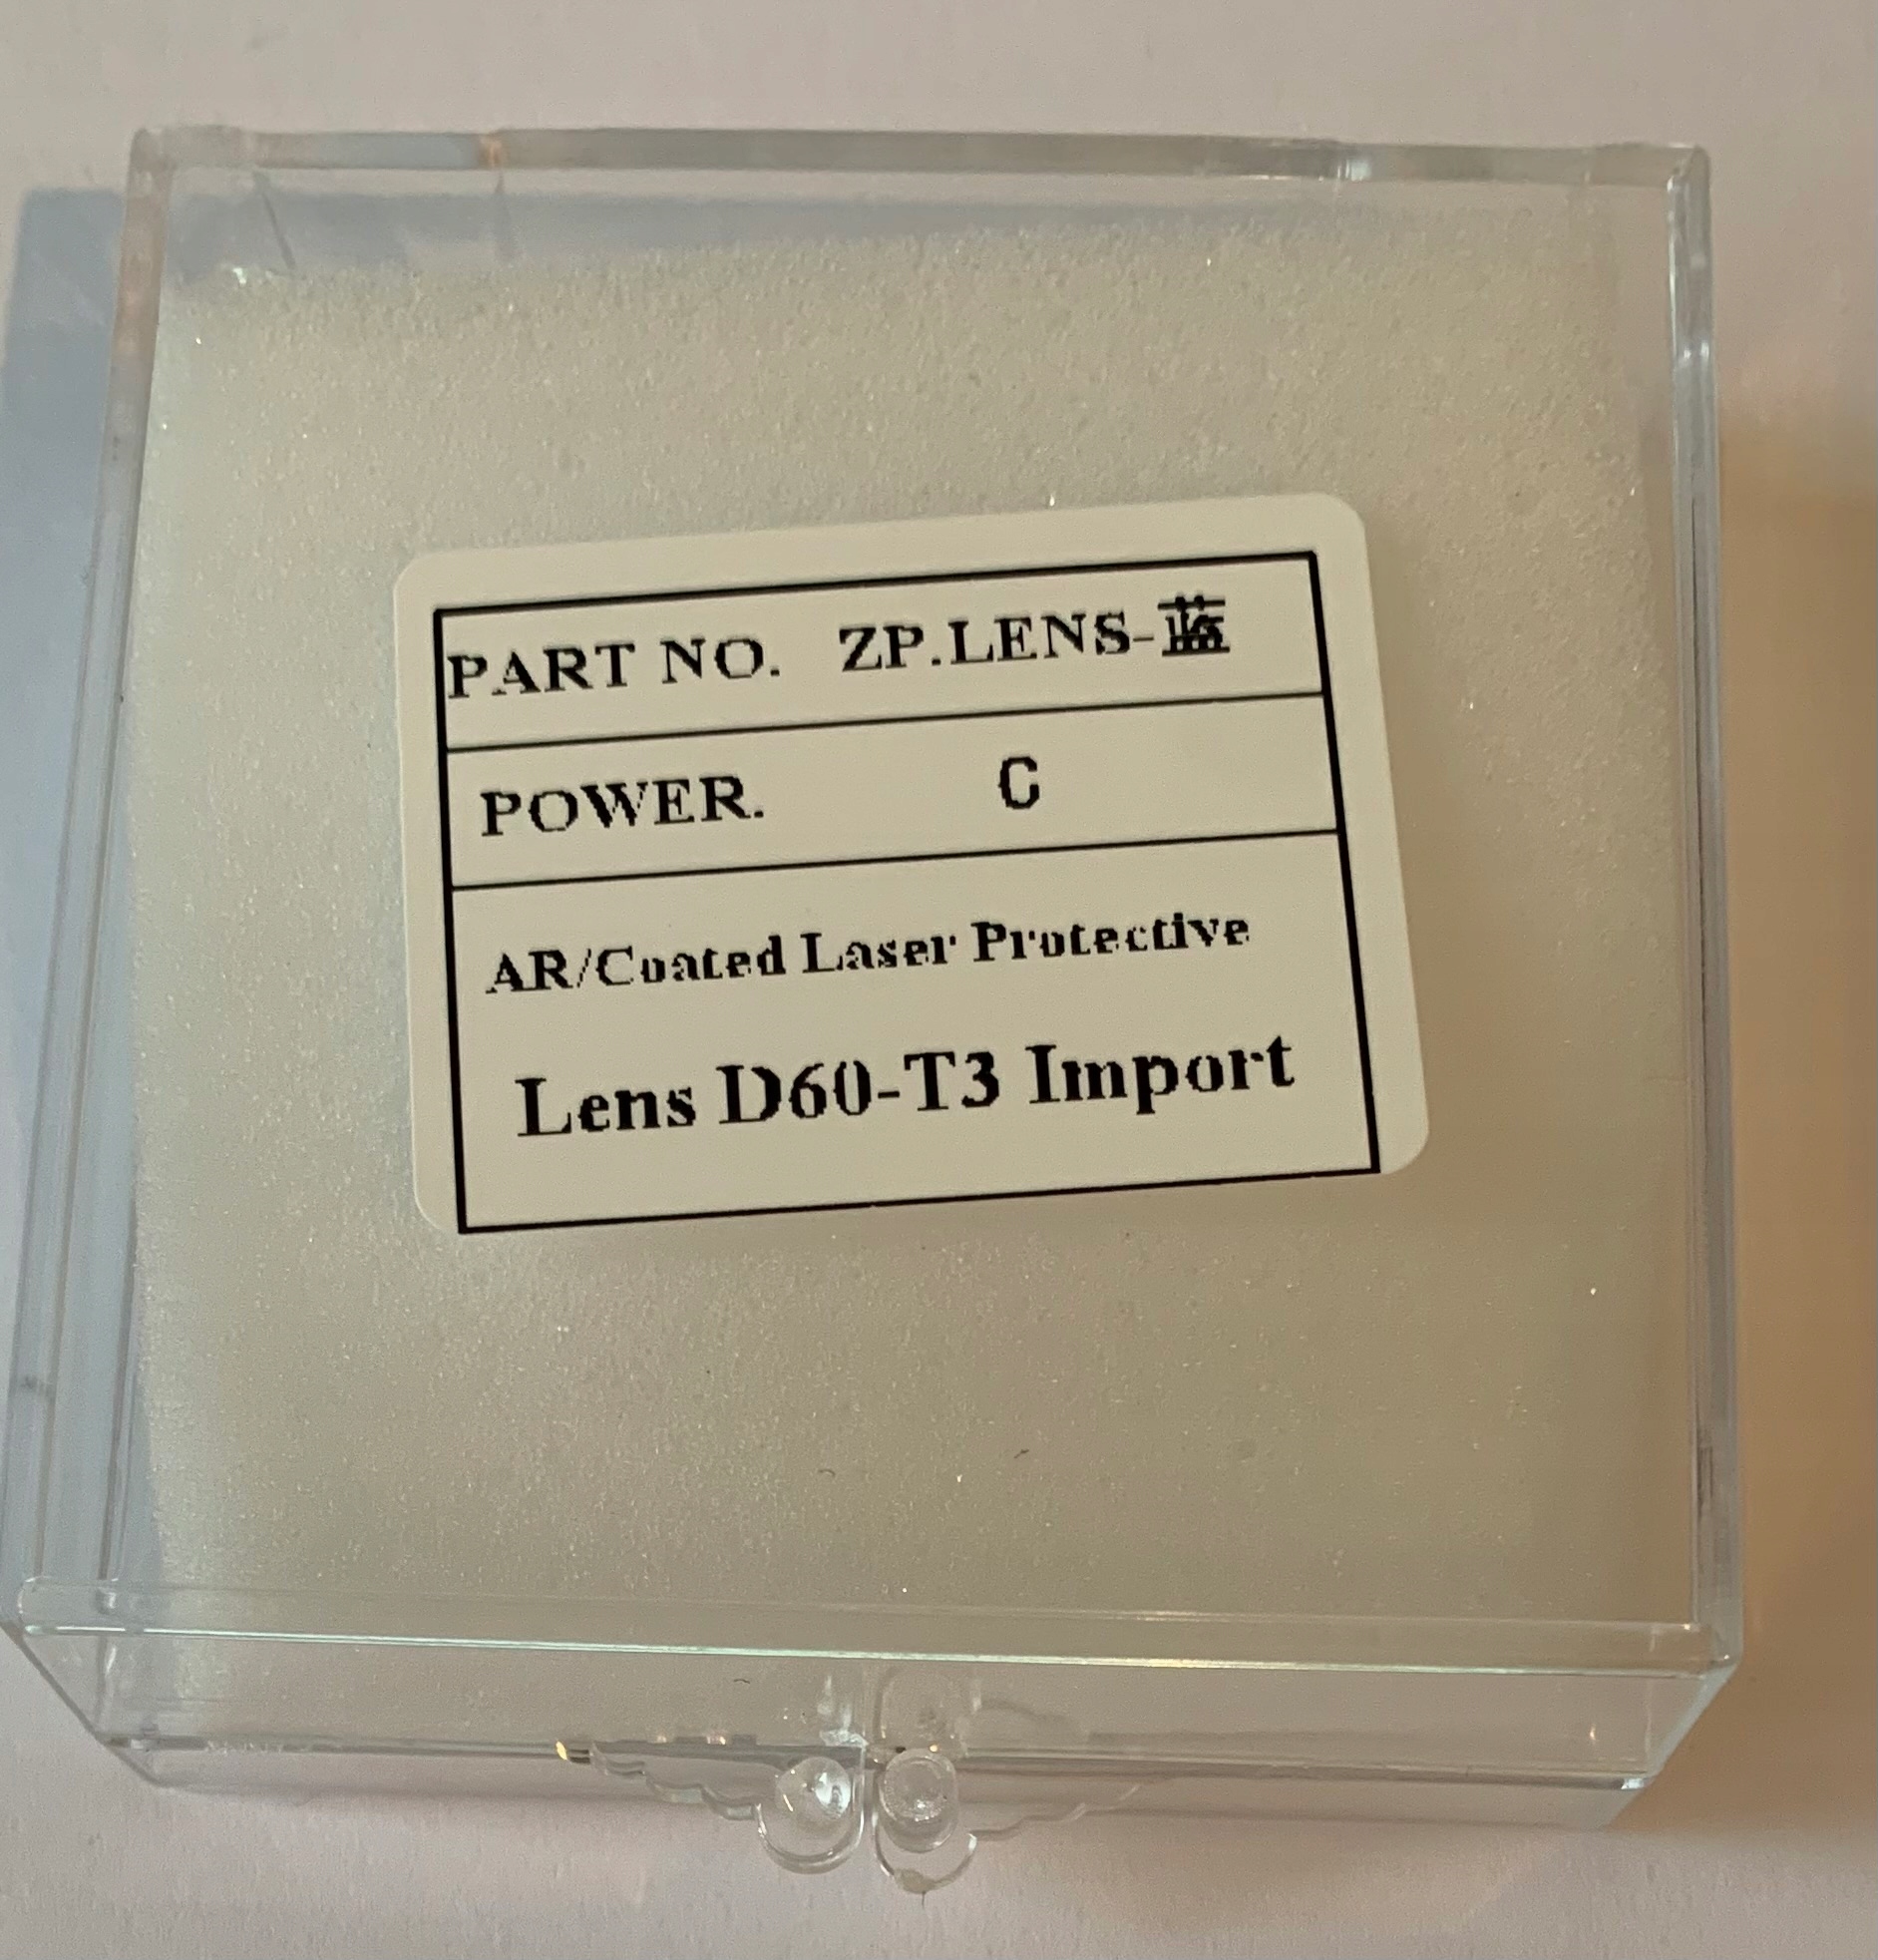 PART NO. ZP.LENS-蓝
POWER. C
AR/Coated Laser Protective
Lens D60-T3 Import